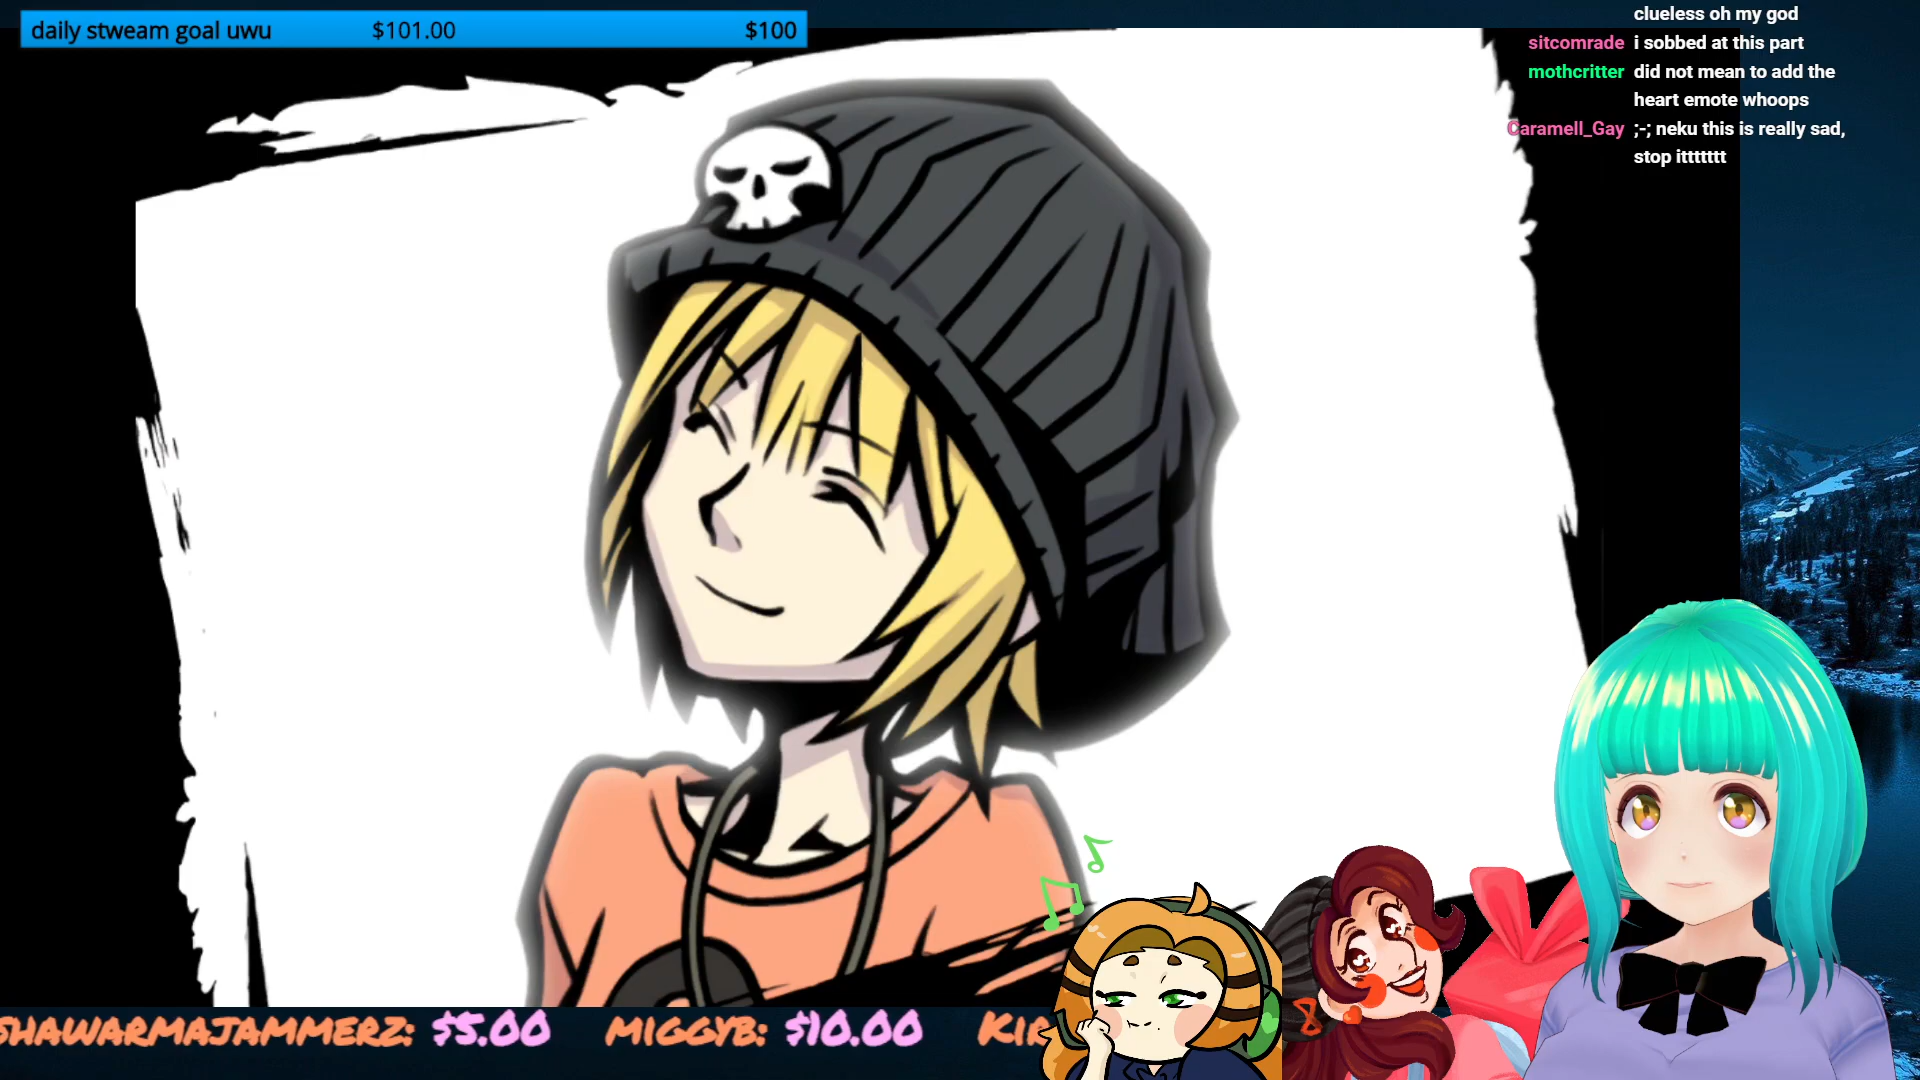 daily stweam goal uwu $101.00 $100
clueless oh my god
sitcomrade i sobbed at this part
mothcritter did not mean to add the
heart emote whoops
Caramell_Gay ;-; neku this is really sad,
stop ittttttt
SHAWARMAJAMMERZ: $5.00 MIGGYB: $10.00